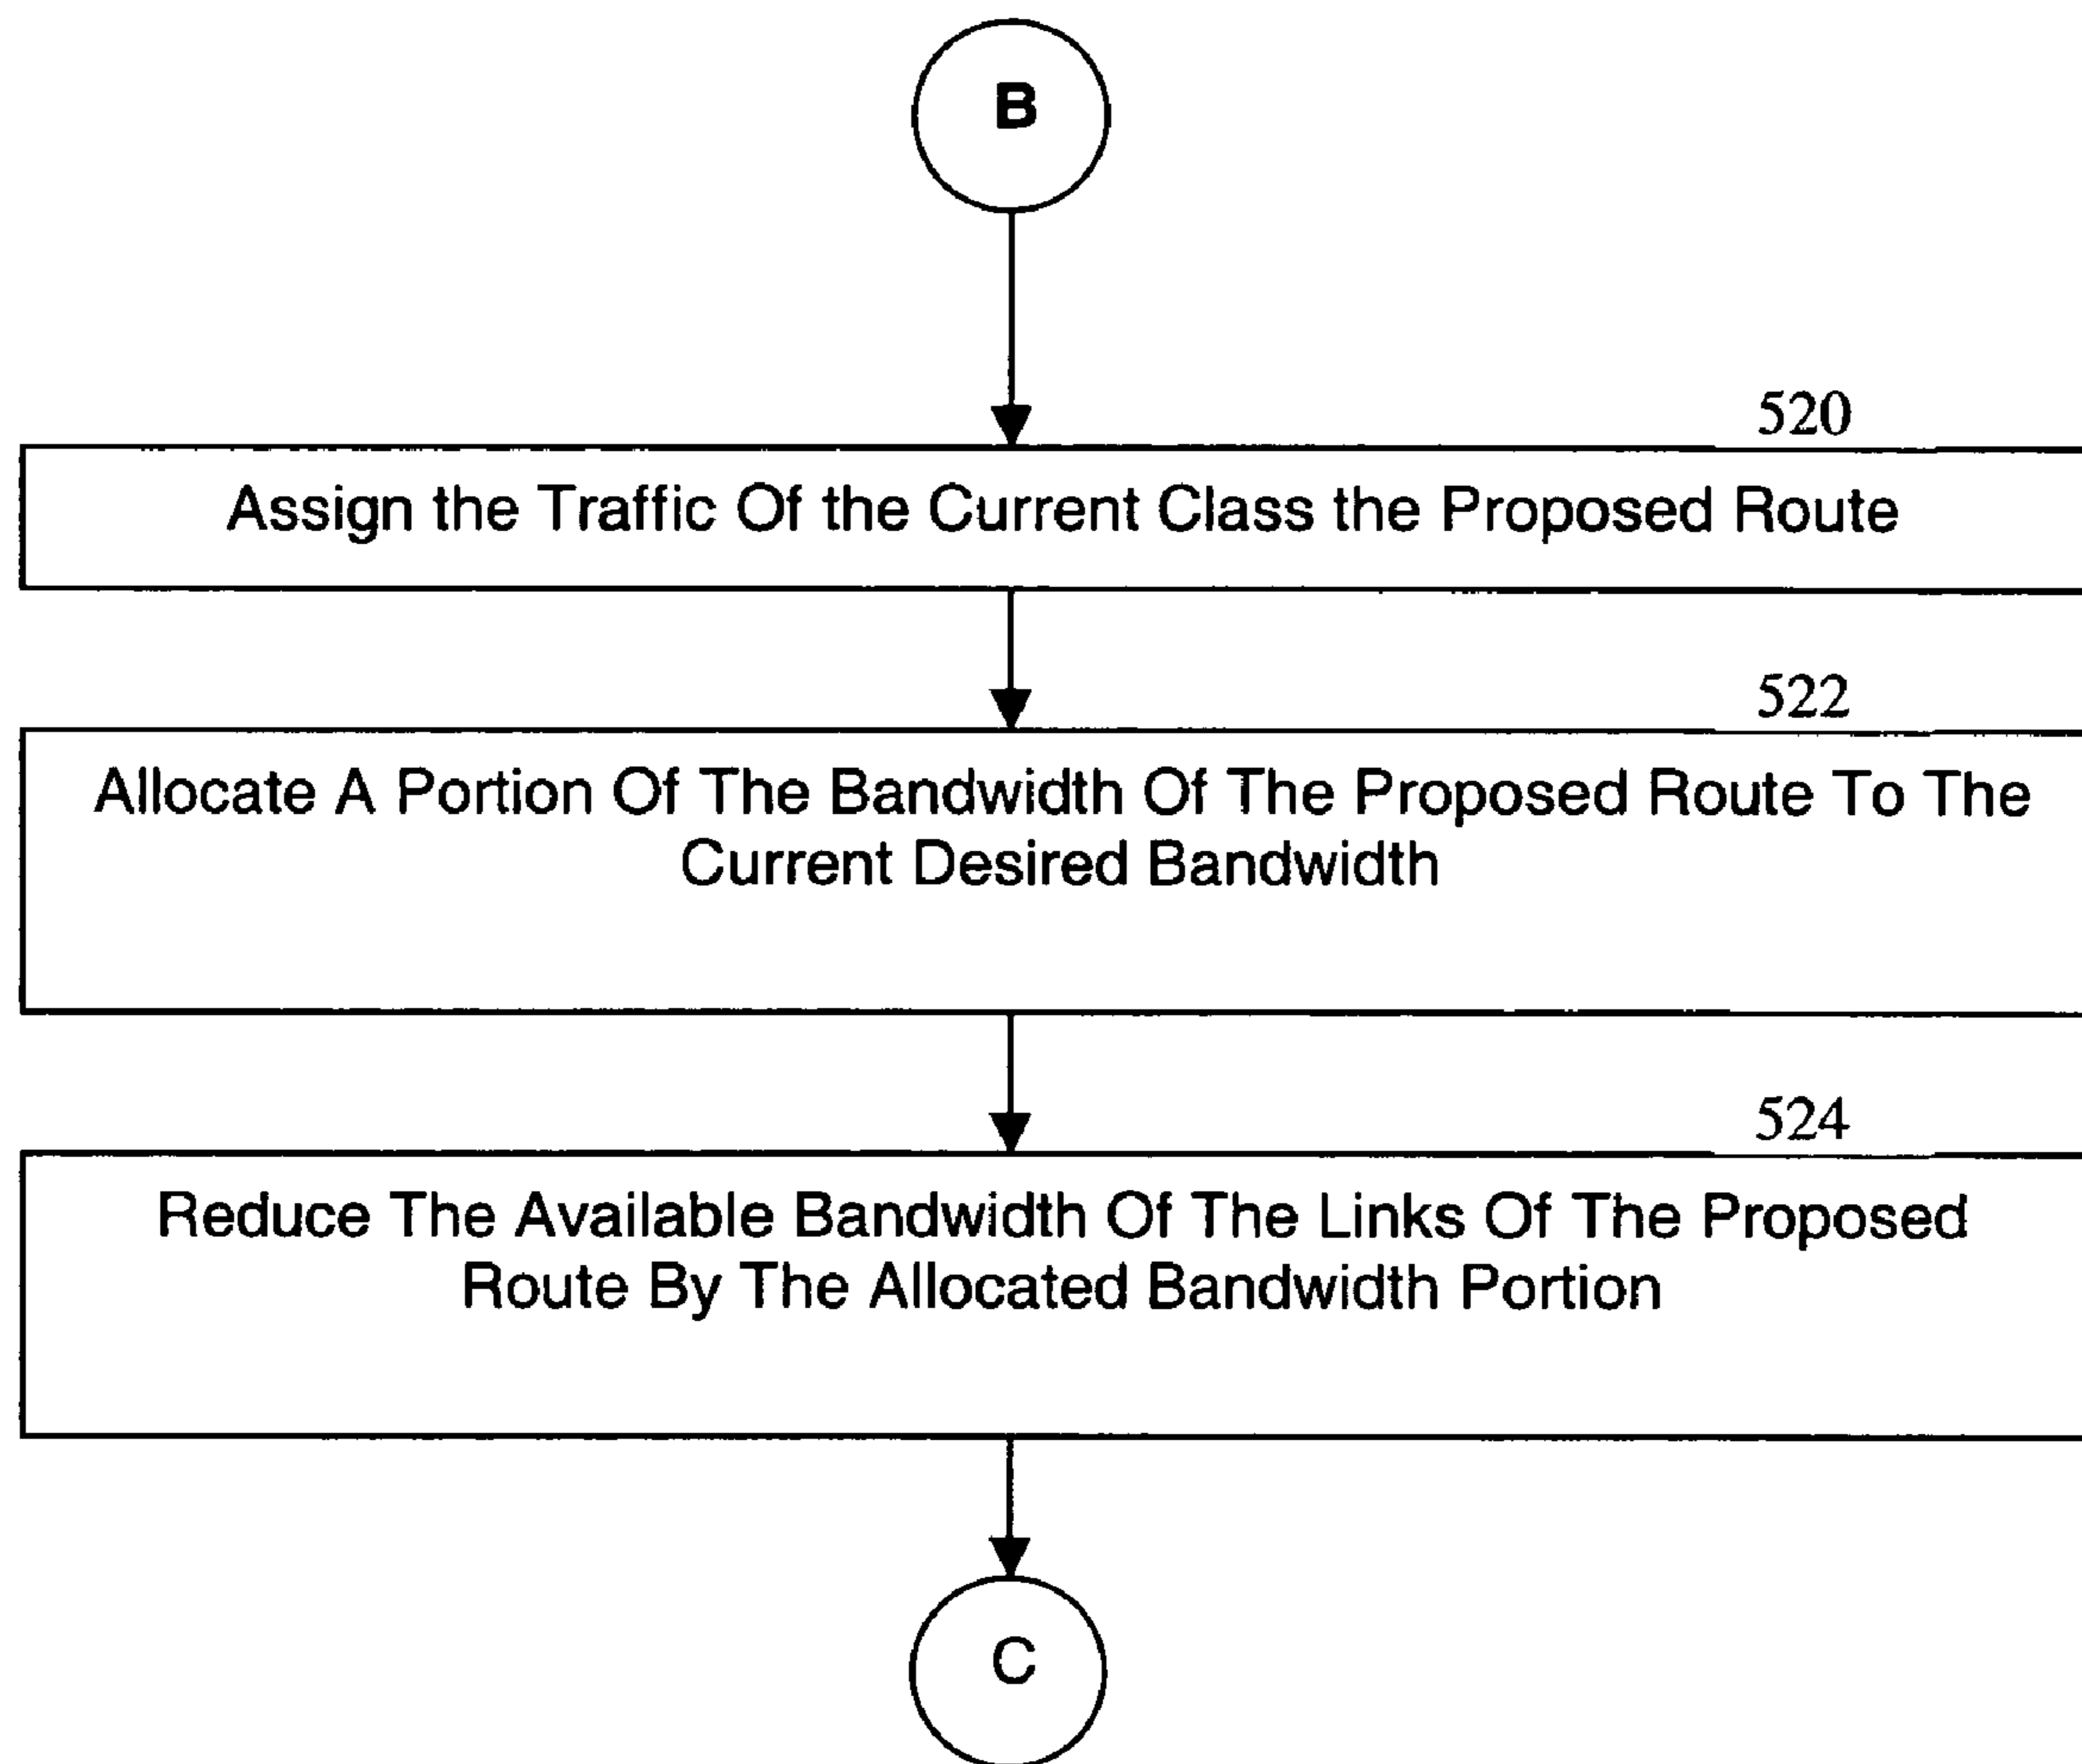 B
520
Assign the Traffic Of the Current Class the Proposed Route
522
Allocate A Portion Of The Bandwidth Of The Proposed Route To The
Current Desired Bandwidth
524
Reduce The Available Bandwidth Of The Links Of The Proposed
Route By The Allocated Bandwidth Portion
C